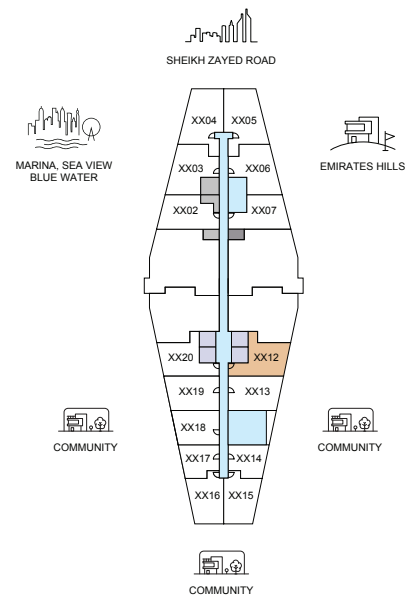 SHEIKH ZAYED ROAD
MARINA, SEA VIEW
BLUE WATER
EMIRATES HILLS
XX04 XX05
XX03 XX06
XX02 XX07
XX20 XX12
XX19 XX13
XX18
XX17 XX14
XX16 XX15
COMMUNITY
COMMUNITY
COMMUNITY